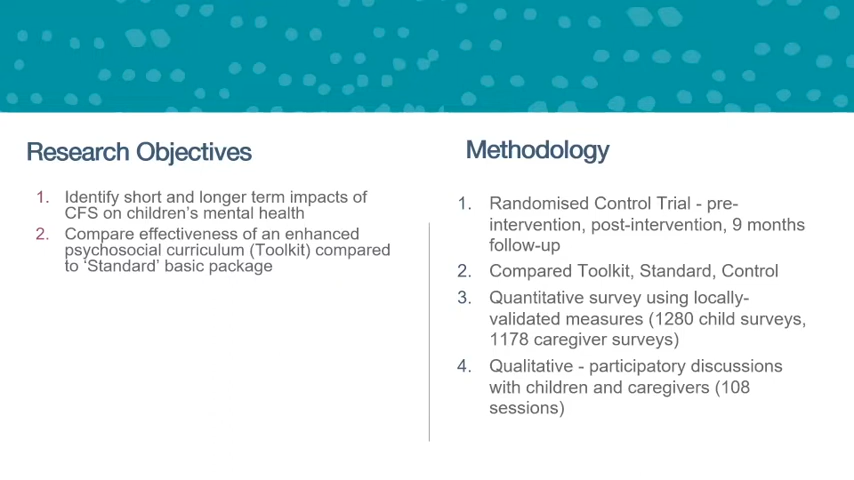 Research Objectives
1. Identify short and longer term impacts of
CFS on children's mental health
2. Compare effectiveness of an enhanced
psychosocial curriculum (Toolkit) compared
to ‘Standard’ basic package
Methodology
1. Randomised Control Trial - pre-
intervention, post-intervention, 9 months
follow-up
2. Compared Toolkit, Standard, Control
3. Quantitative survey using locally-
validated measures (1280 child surveys,
1178 caregiver surveys)
4. Qualitative - participatory discussions
with children and caregivers (108
sessions)